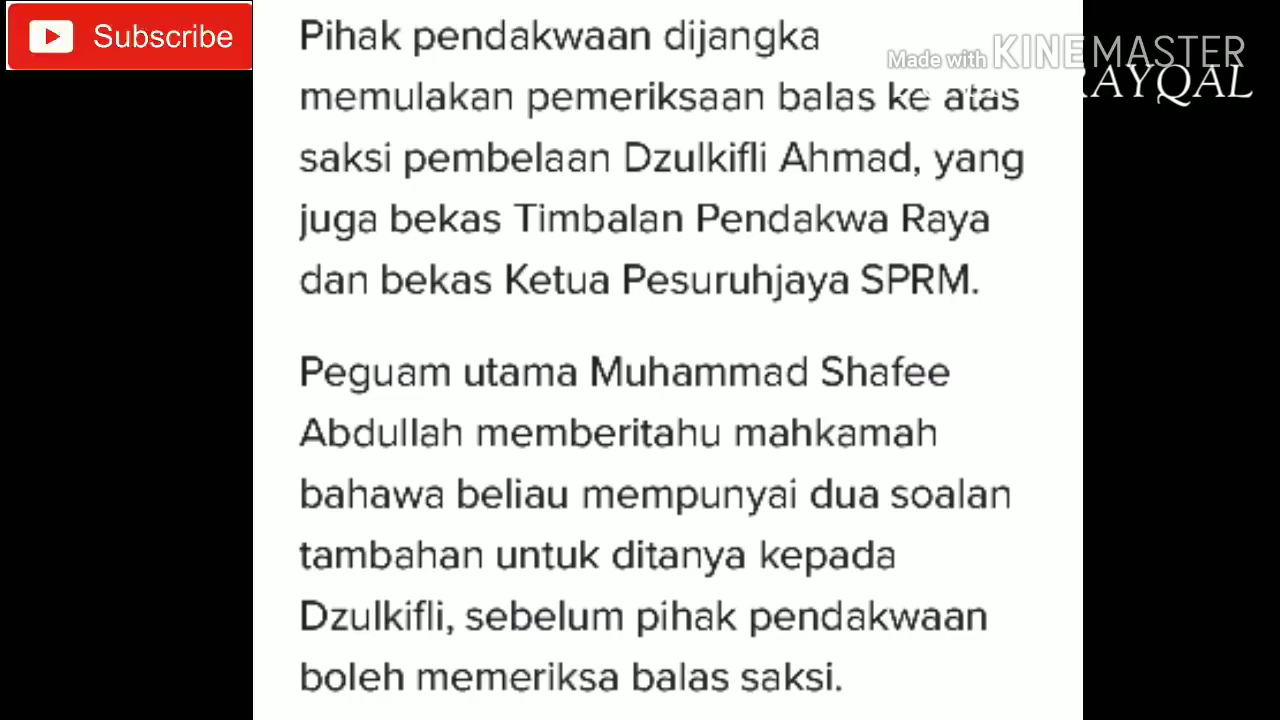 Subscribe
Made with KINEMASTER
RAYQAL
Pihak pendakwaan dijangka
memulakan pemeriksaan balas ke atas
saksi pembelaan Dzulkifli Ahmad, yang
juga bekas Timbalan Pendakwa Raya
dan bekas Ketua Pesuruhjaya SPRM.
Peguam utama Muhammad Shafee
Abdullah memberitahu mahkamah
bahawa beliau mempunyai dua soalan
tambahan untuk ditanya kepada
Dzulkifli, sebelum pihak pendakwaan
boleh memeriksa balas saksi.